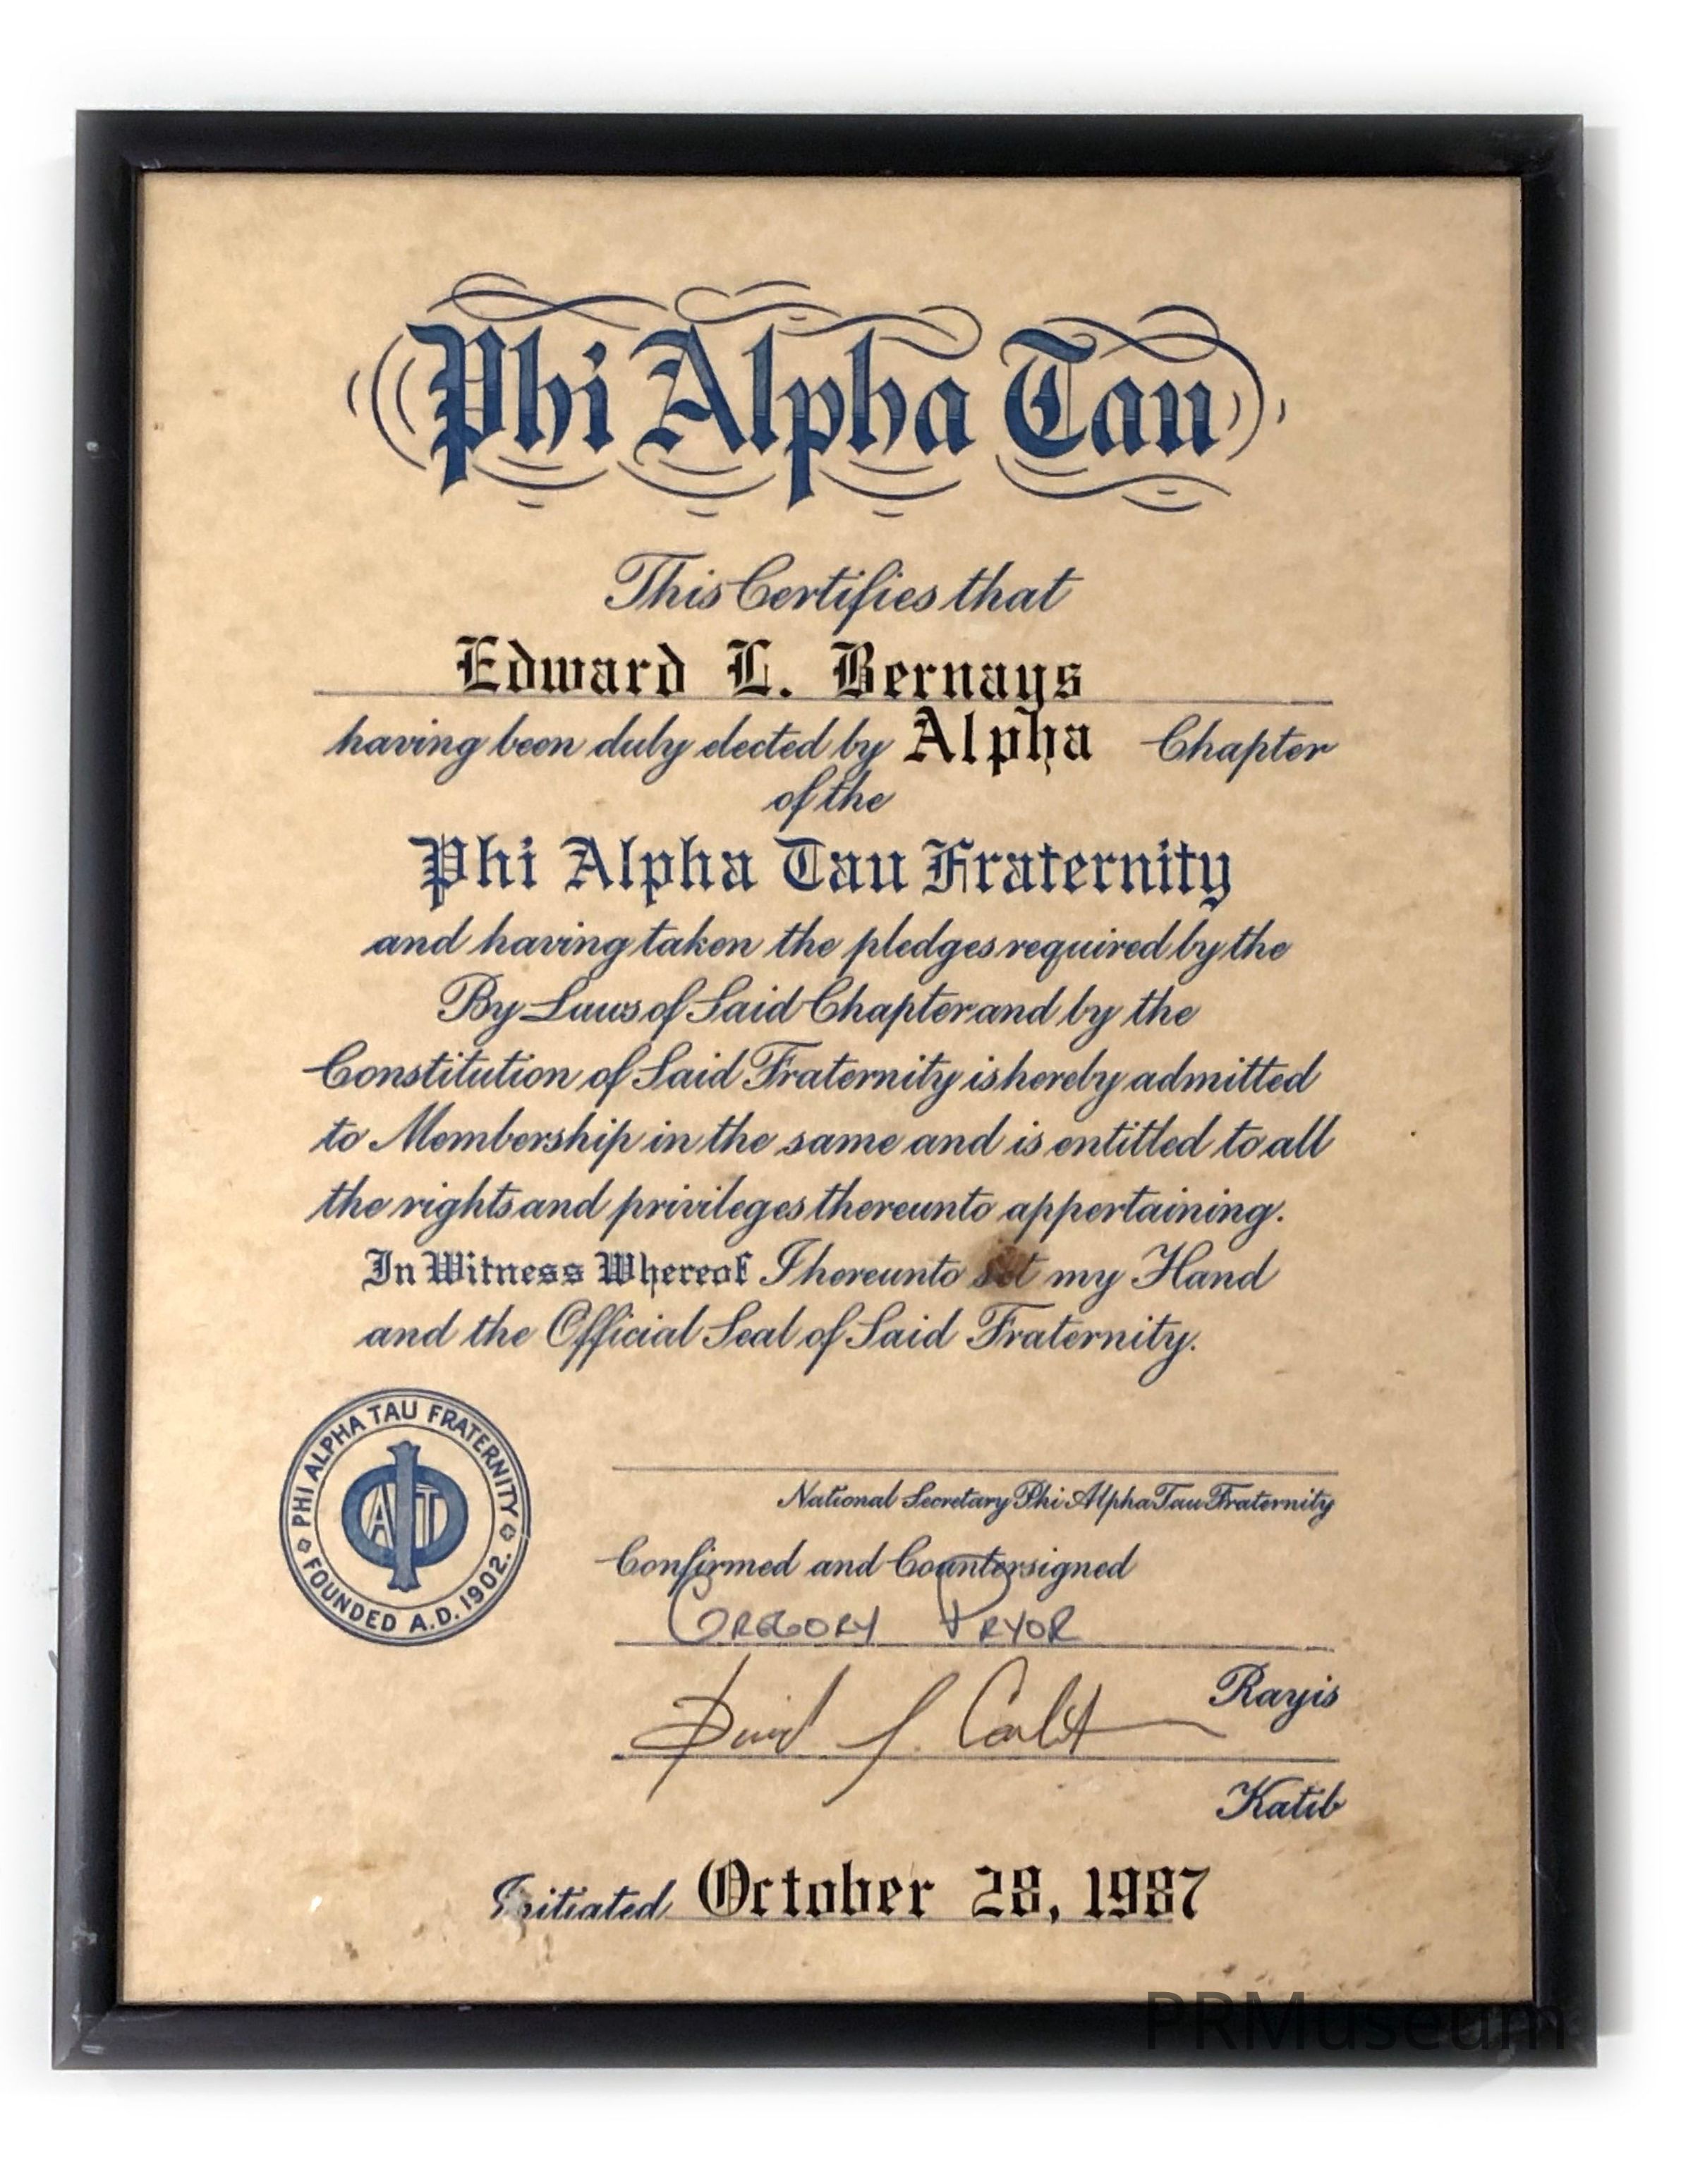 Phi Alpha Tau
This Certifies that
Edward L. Bernays
having been duly elected by Alpha Chapter
of the
Phi Alpha Tau Fraternity
and having taken the pledges required by the
By Laws of Said Chapter and by the
Constitution of Said Fraternity is hereby admitted
to Membership in the same and is entitled to all
the rights and privileges thereunto appertaining.
In Witness Whereof I hereunto set my Hand
and the Official Seal of Said Fraternity.
PHI ALPHA TAU FRATERNITY
ΑΦΤ
FOUNDED A.D. 1902.
National Secretary Phi Alpha Tau Fraternity
Confirmed and Countersigned
GREGORY PRYOR
Rayis
David J.
Katib
Initiated October 28, 1987
PRMuseum